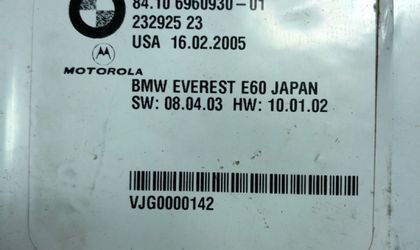 84.10 6960930-01
232925 23
USA 16.02.2005
MOTOROLA
BMW EVEREST E60 JAPAN
SW: 08.04.03 HW: 10.01.02
VJG0000142